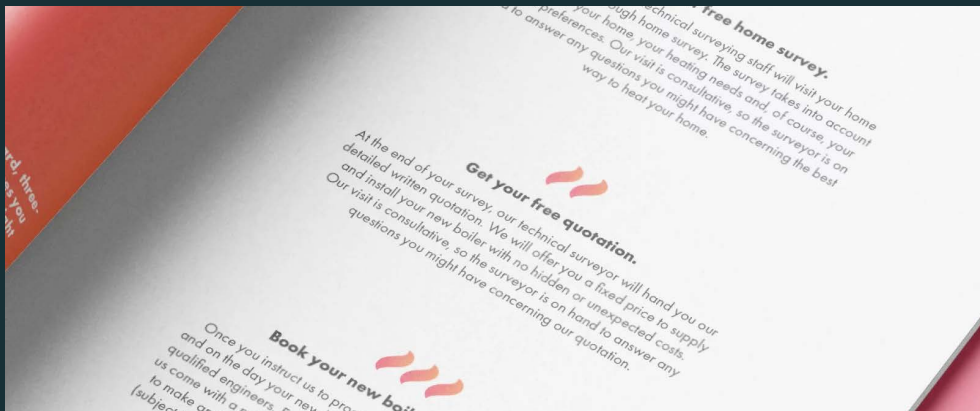 free home survey.
technical surveying staff will visit your home
home survey. The survey takes into account
your home, your heating needs and, of course, your
preferences. Our visit is consultative, so the surveyor is on
to answer any questions you might have concerning the best
way to heat your home.
Get your free quotation.
At the end of your survey, our technical surveyor will hand you our
detailed written quotation. We will offer you a fixed price to supply
and install your new boiler with no hidden or unexpected costs.
Our visit is consultative, so the surveyor is on hand to answer any
questions you might have concerning our quotation.
Book your new
Once you instruct us to
and on the day your new
qualified engineers.
us come with a
to make
(subject
three-
es you